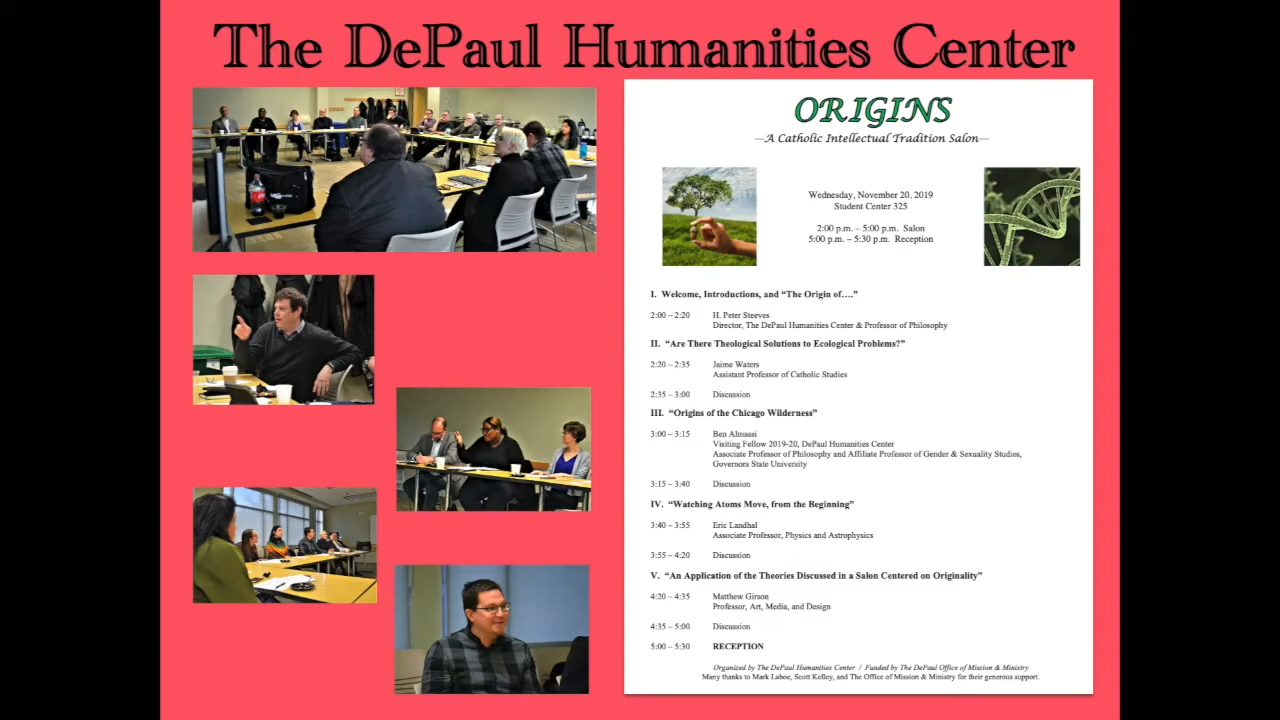 The DePaul Humanities Center
ORIGINS
—A Catholic Intellectual Tradition Salon—
Wednesday, November 20, 2019
Student Center 325
2:00 p.m. – 5:00 p.m. Salon
5:00 p.m. – 5:30 p.m. Reception
I. Welcome, Introductions, and “The Origin of….”
2:00 – 2:20 H. Peter Steeves
Director, The DePaul Humanities Center & Professor of Philosophy
II. “Are There Theological Solutions to Ecological Problems?”
2:20 – 2:35 Jaime Waters
Assistant Professor of Catholic Studies
2:35 – 3:00 Discussion
III. “Origins of the Chicago Wilderness”
3:00 – 3:15 Ben Almassi
Visiting Fellow 2019-20, DePaul Humanities Center
Associate Professor of Philosophy and Affiliate Professor of Gender & Sexuality Studies,
Governors State University
3:15 – 3:40 Discussion
IV. “Watching Atoms Move, from the Beginning”
3:40 – 3:55 Eric Landhal
Associate Professor, Physics and Astrophysics
3:55 – 4:20 Discussion
V. “An Application of the Theories Discussed in a Salon Centered on Originality”
4:20 – 4:35 Matthew Girson
Professor, Art, Media, and Design
4:35 – 5:00 Discussion
5:00 – 5:30 RECEPTION
Organized by The DePaul Humanities Center / Funded by The DePaul Office of Mission & Ministry
Many thanks to Mark Laboe, Scott Kelley, and The Office of Mission & Ministry for their generous support.